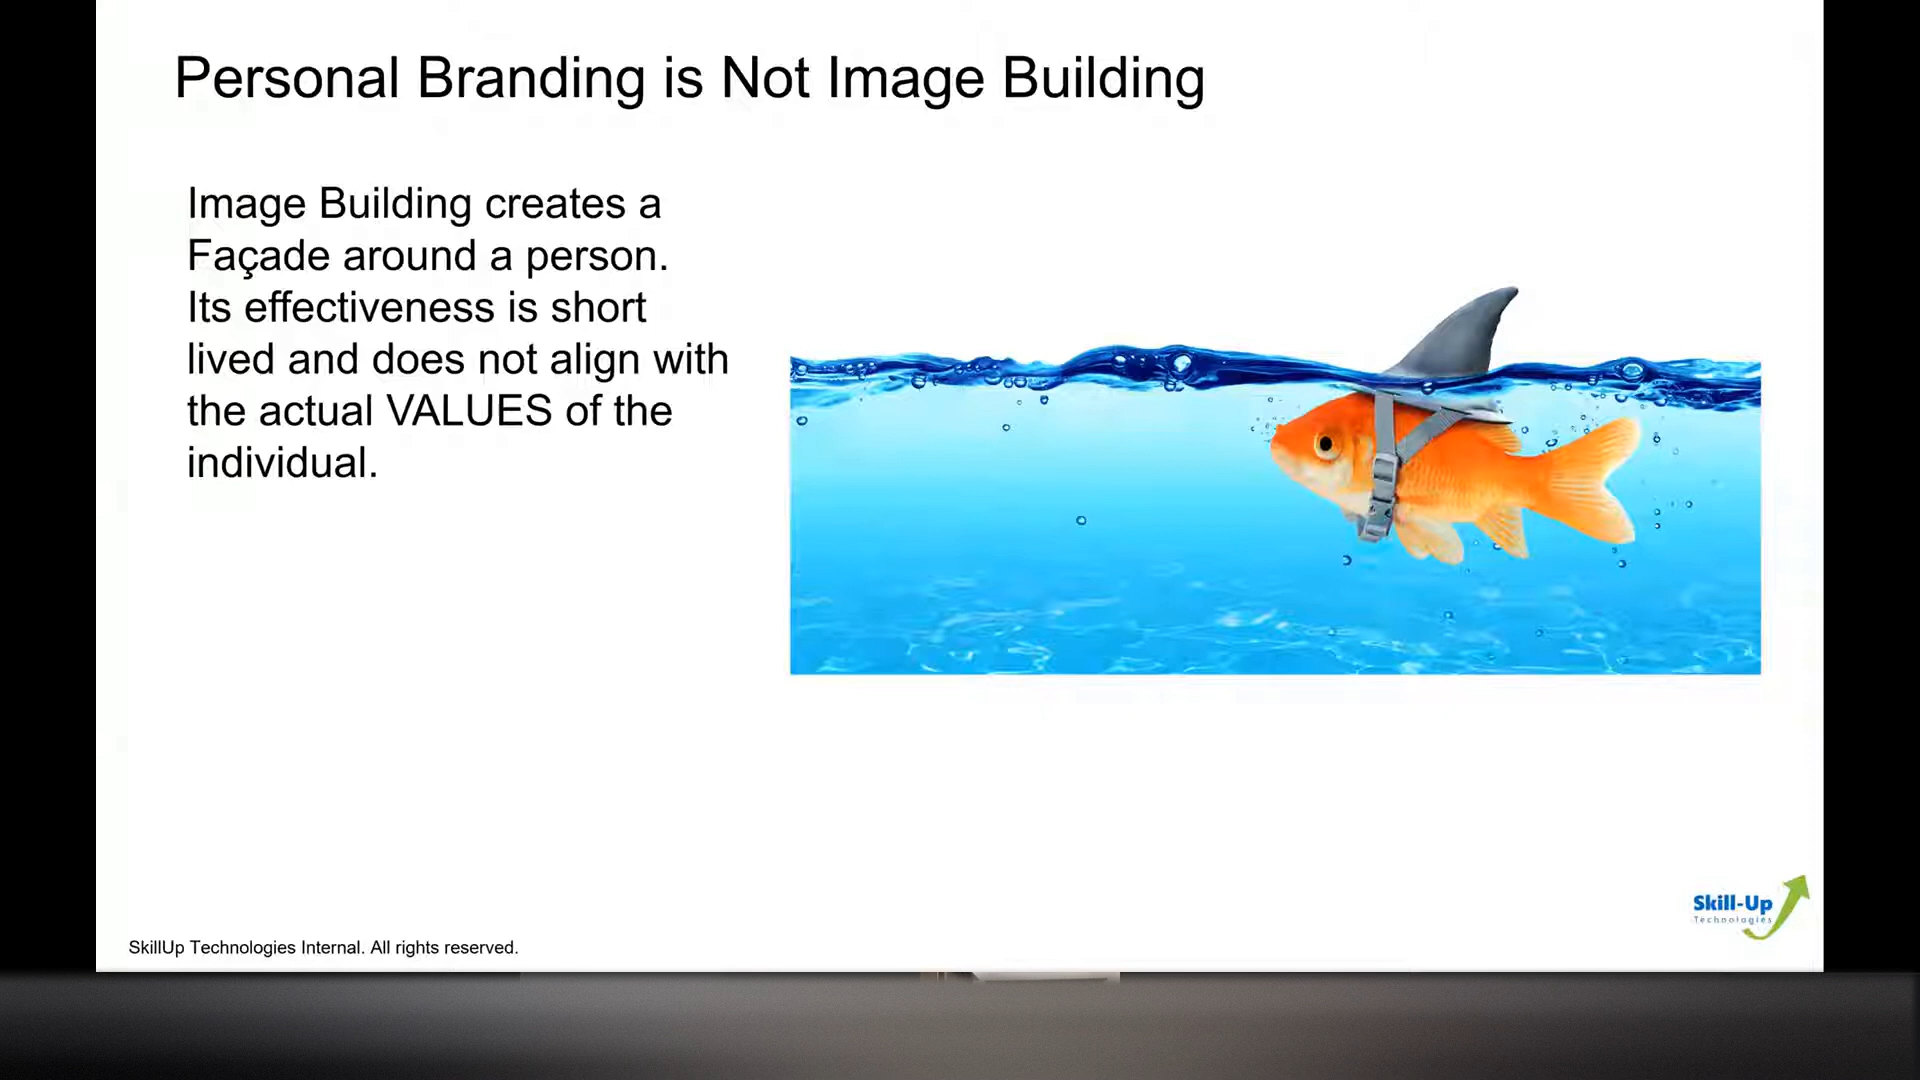 Personal Branding is Not Image Building
Image Building creates a
Façade around a person.
Its effectiveness is short
lived and does not align with
the actual VALUES of the
individual.
Skill-Up
Technologies
SkillUp Technologies Internal. All rights reserved.